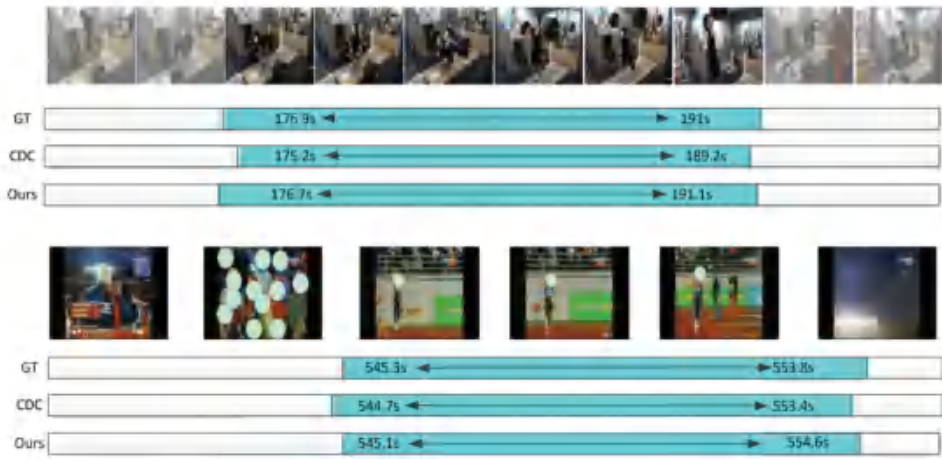 GT 176.9s 191s
CDC 175.2s 189.2s
Ours 176.7s 191.1s
GT 545.3s 553.8s
CDC 544.7s 553.4s
Ours 545.1s 554.6s